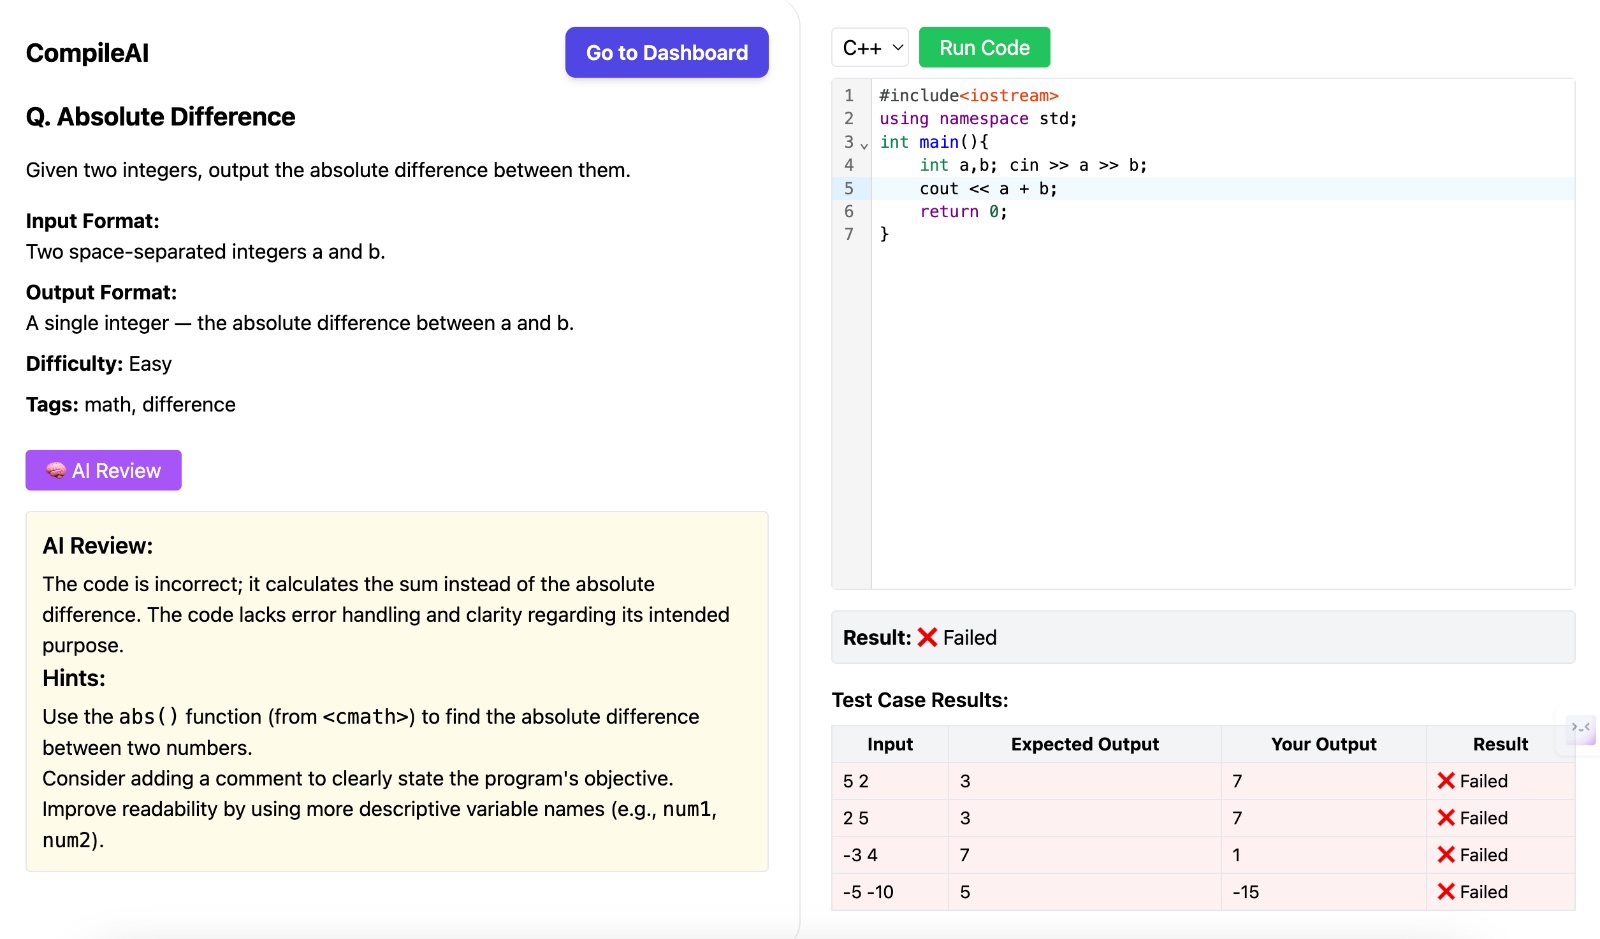 CompileAI
Go to Dashboard
Q. Absolute Difference
Given two integers, output the absolute difference between them.
Input Format:
Two space-separated integers a and b.
Output Format:
A single integer — the absolute difference between a and b.
Difficulty: Easy
Tags: math, difference
🧠 AI Review
AI Review:
The code is incorrect; it calculates the sum instead of the absolute
difference. The code lacks error handling and clarity regarding its intended
purpose.
Hints:
Use the abs() function (from <cmath>) to find the absolute difference
between two numbers.
Consider adding a comment to clearly state the program's objective.
Improve readability by using more descriptive variable names (e.g., num1,
num2).
C++ Run Code
1 #include<iostream>
2 using namespace std;
3 int main(){
4     int a,b; cin >> a >> b;
5     cout << a + b;
6     return 0;
7 }
Result: ❌ Failed
Test Case Results:
Input Expected Output Your Output Result
5 2 3 7 ❌ Failed
2 5 3 7 ❌ Failed
-3 4 7 1 ❌ Failed
-5 -10 5 -15 ❌ Failed